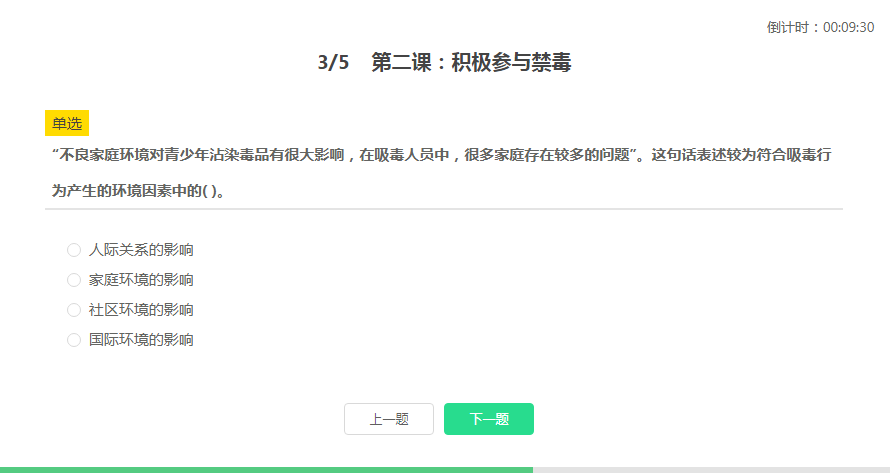 倒计时：00:09:30
3/5 第二课：积极参与禁毒
单选
“不良家庭环境对青少年沾染毒品有很大影响，在吸毒人员中，很多家庭存在较多的问题”。这句话表述较为符合吸毒行
为产生的环境因素中的( )。
人际关系的影响
家庭环境的影响
社区环境的影响
国际环境的影响
上一题
下一题